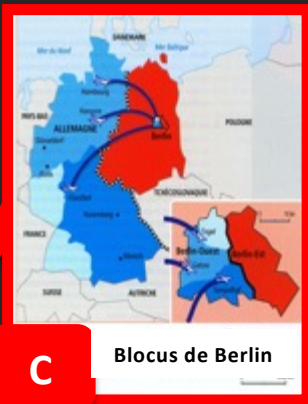 DANEMARK
Mer du Nord
Mer Baltique
Hambourg
PAYS-BAS
Hanovre
ALLEMAGNE
Berlin
POLOGNE
Düsseldorf
Francfort
TCHÉCOSLOVAQUIE
Nuremberg
FRANCE
Munich
SUISSE
AUTRICHE
Tegel
Berlin-Ouest
Berlin-Est
Gatow
Tempelhof
C
Blocus de Berlin